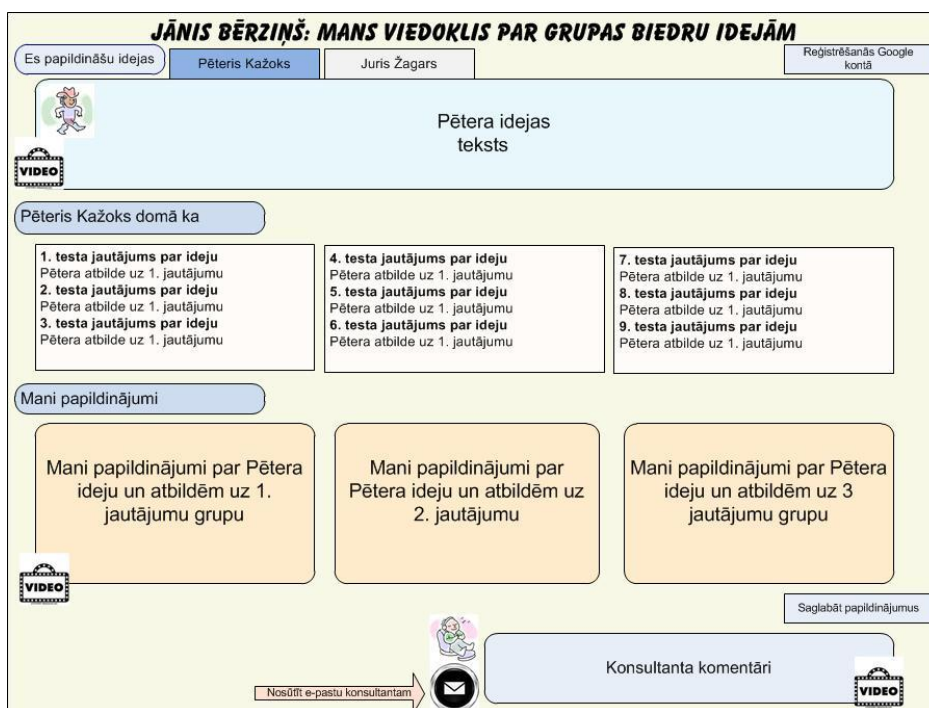 JĀNIS BĒRZIŅŠ: MANS VIEDOKLIS PAR GRUPAS BIEDRU IDEJĀM
Es papildināšu idejas
Pēteris Kažoks
Juris Žagars
Reģistrēšanās Google
kontā
Pētera idejas
teksts
VIDEO
Pēteris Kažoks domā ka
1. testa jautājums par ideju
Pētera atbilde uz 1. jautājumu
2. testa jautājums par ideju
Pētera atbilde uz 1. jautājumu
3. testa jautājums par ideju
Pētera atbilde uz 1. jautājumu
4. testa jautājums par ideju
Pētera atbilde uz 1. jautājumu
5. testa jautājums par ideju
Pētera atbilde uz 1. jautājumu
6. testa jautājums par ideju
Pētera atbilde uz 1. jautājumu
7. testa jautājums par ideju
Pētera atbilde uz 1. jautājumu
8. testa jautājums par ideju
Pētera atbilde uz 1. jautājumu
9. testa jautājums par ideju
Pētera atbilde uz 1. jautājumu
Mani papildinājumi
Mani papildinājumi par Pētera
ideju un atbildēm uz 1.
jautājumu grupu
Mani papildinājumi par
Pētera ideju un atbildēm uz
2. jautājumu
Mani papildinājumi par Pētera
ideju un atbildēm uz 3
jautājumu grupu
VIDEO
Saglabāt papildinājumus
Konsultanta komentāri
Nosūtīt e-pastu konsultantam
VIDEO